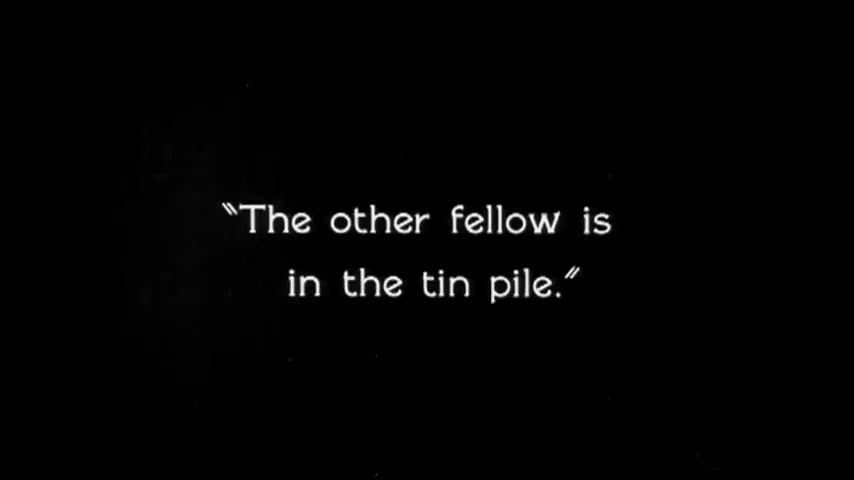 "The other fellow is
in the tin pile."